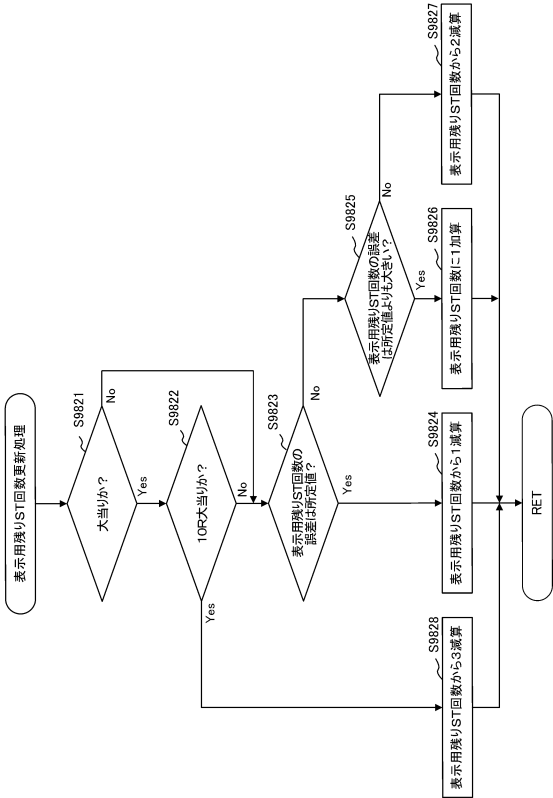 表示用残りST回数更新処理
S9821
大当りか?
No
Yes
S9822
10R大当りか?
Yes
No
S9823
表示用残りST回数の
誤差は所定値?
No
Yes
S9825
表示用残りST回数の誤差
は所定値よりも大きい?
No
Yes
S9828
表示用残りST回数から3減算
S9824
表示用残りST回数から1減算
S9826
表示用残りST回数に1加算
S9827
表示用残りST回数から2減算
RET